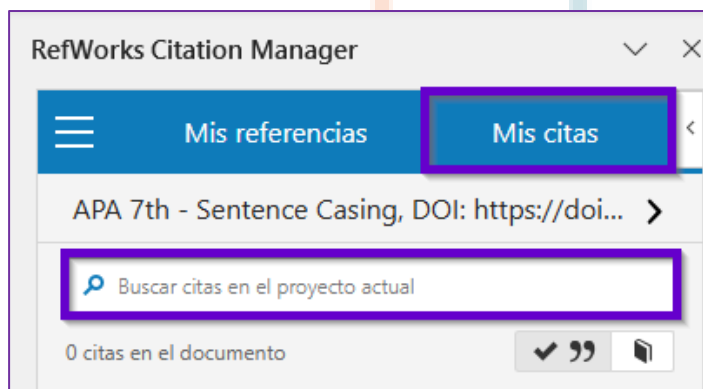 RefWorks Citation Manager
Mis referencias
Mis citas
APA 7th - Sentence Casing, DOI: https://doi...
Buscar citas en el proyecto actual
0 citas en el documento